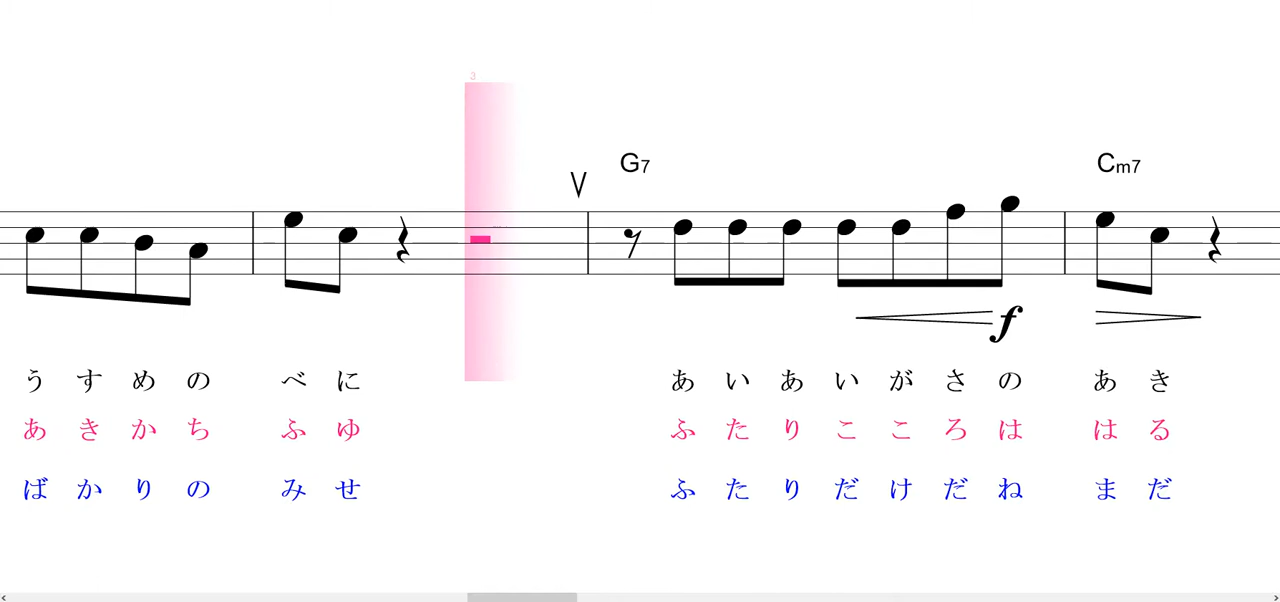 3
G7 Cm7
f
うすめの べに あいあいがさの あき
あきかち ふゆ ふたりこころは はる
ばかりの みせ ふたりだけだね まだ